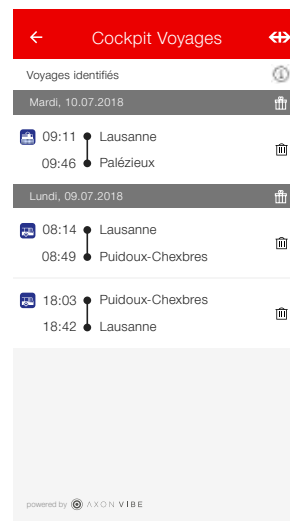 Cockpit Voyages
Voyages identifiés
Mardi, 10.07.2018
09:11 Lausanne
09:46 Palézieux
Lundi, 09.07.2018
08:14 Lausanne
08:49 Puidoux-Chexbres
18:03 Puidoux-Chexbres
18:42 Lausanne
powered by AXON VIBE